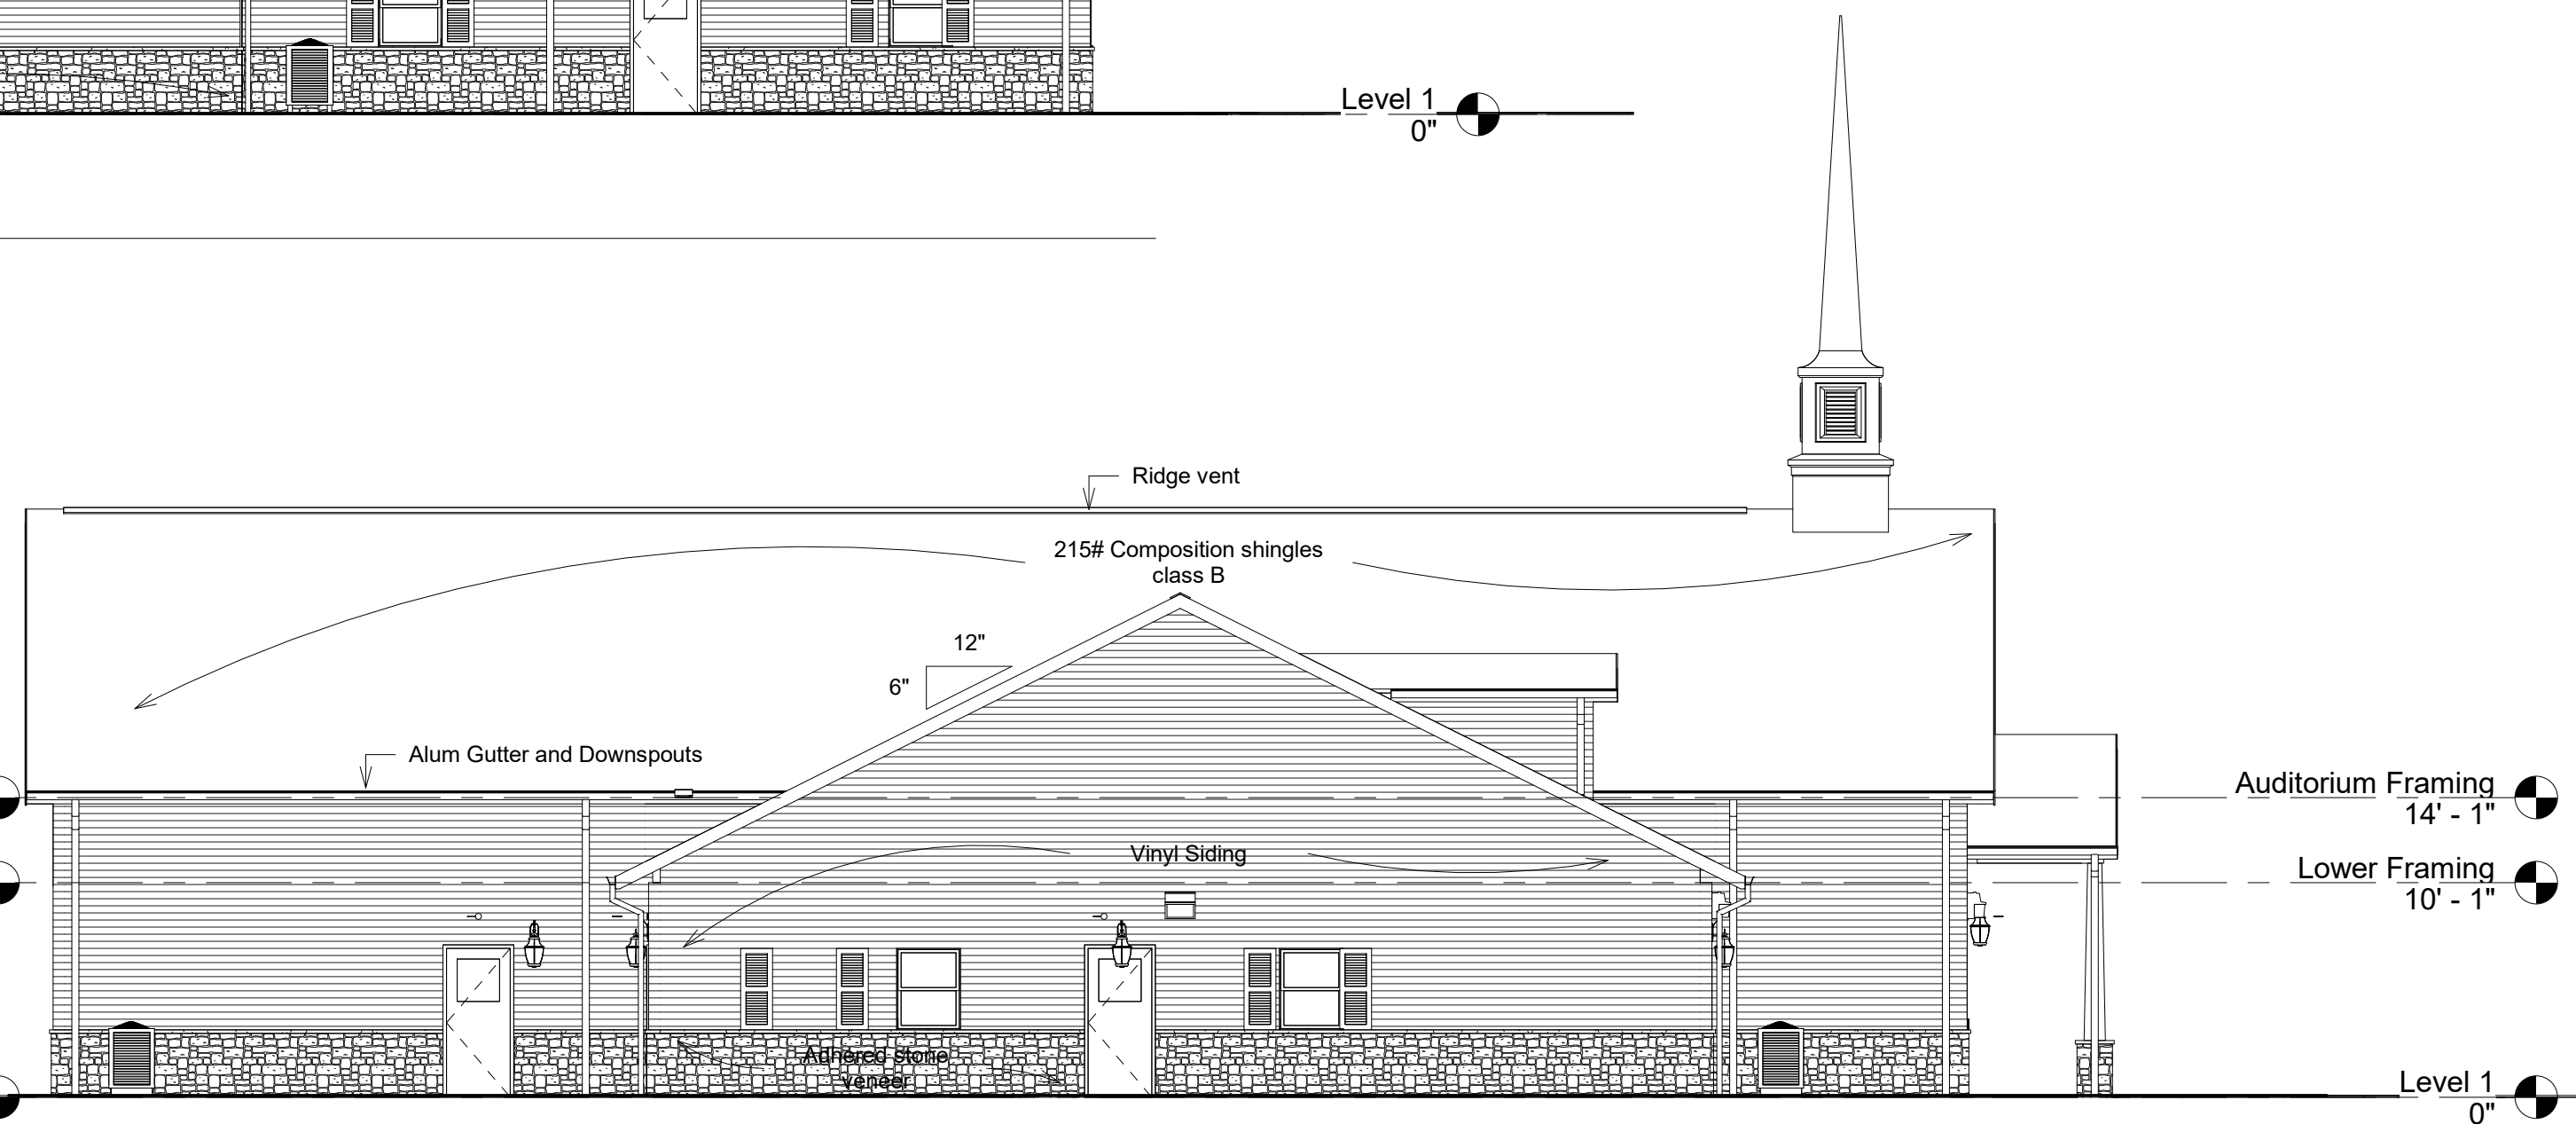 Level 1
0"
Ridge vent
215# Composition shingles
class B
12"
6"
Alum Gutter and Downspouts
Auditorium Framing
14' - 1"
Vinyl Siding
Lower Framing
10' - 1"
Adhered stone
veneer
Level 1
0"